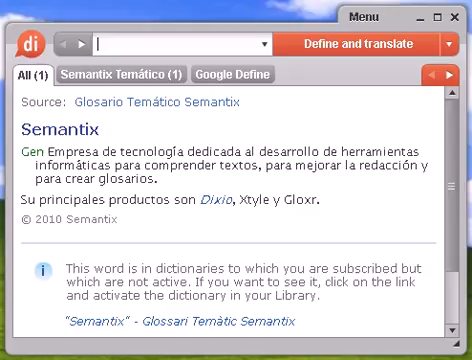 Menu
di
Define and translate
All (1) Semantix Temático (1) Google Define
Source: Glosario Temático Semantix
Semantix
Gen Empresa de tecnología dedicada al desarrollo de herramientas
informáticas para comprender textos, para mejorar la redacción y
para crear glosarios.
Su principales productos son Dixio, Xtyle y Gloxr.
© 2010 Semantix
i
This word is in dictionaries to which you are subscribed but
which are not active. If you want to see it, click on the link
and activate the dictionary in your Library.
"Semantix" - Glossari Temàtic Semantix